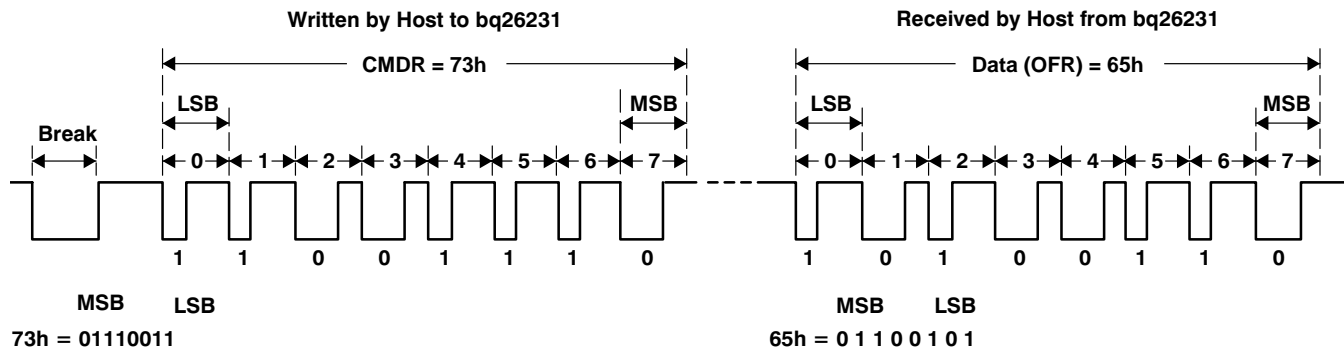 Written by Host to bq26231 Received by Host from bq26231
CMDR = 73h Data (OFR) = 65h
LSB MSB LSB MSB
Break
0 1 2 3 4 5 6 7 0 1 2 3 4 5 6 7
1 1 0 0 1 1 1 0 1 0 1 0 0 1 1 0
MSB LSB MSB LSB
73h = 01110011 65h = 0 1 1 0 0 1 0 1